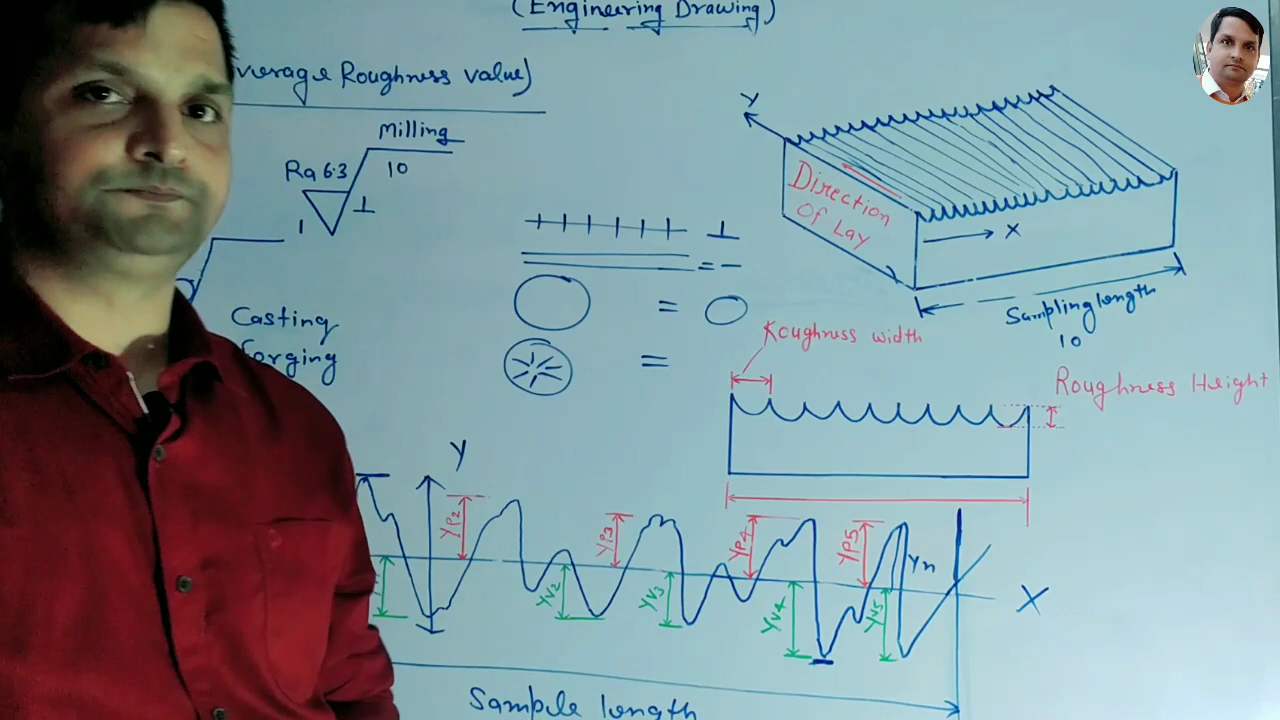 (Engineering Drawing)
verage Roughness value)
Milling
Ra 6.3
10
1
⊥
Casting
forging
⊥
= —
= ○
=
Y
Direction
of Lay
X
Sampling length
10
Roughness width
Roughness Height
Y
YP2
YP3
YP4
YP5
Yn
YV2
YV3
YV4
YV5
X
Sample length